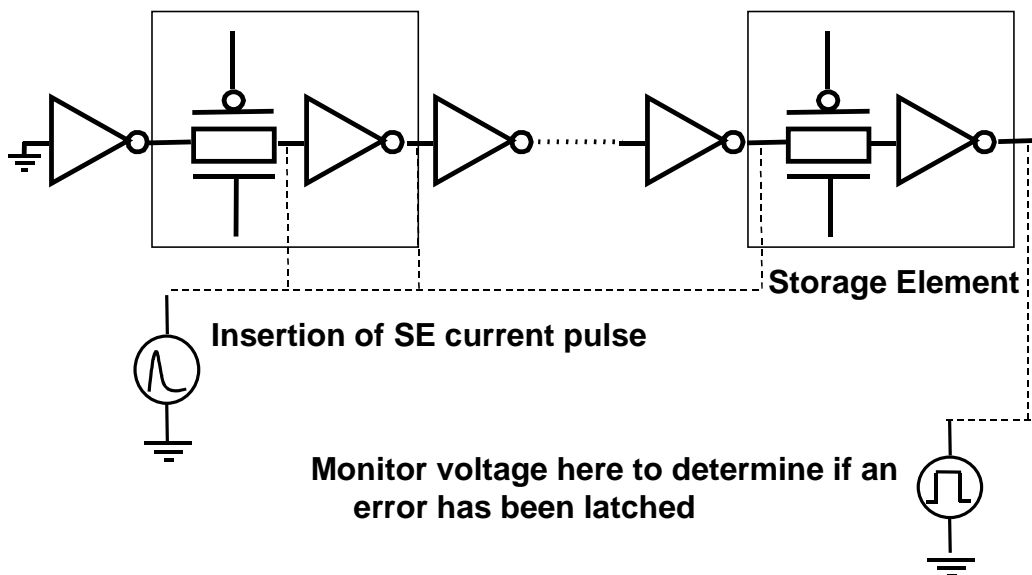 Storage Element
Insertion of SE current pulse
Monitor voltage here to determine if an
error has been latched